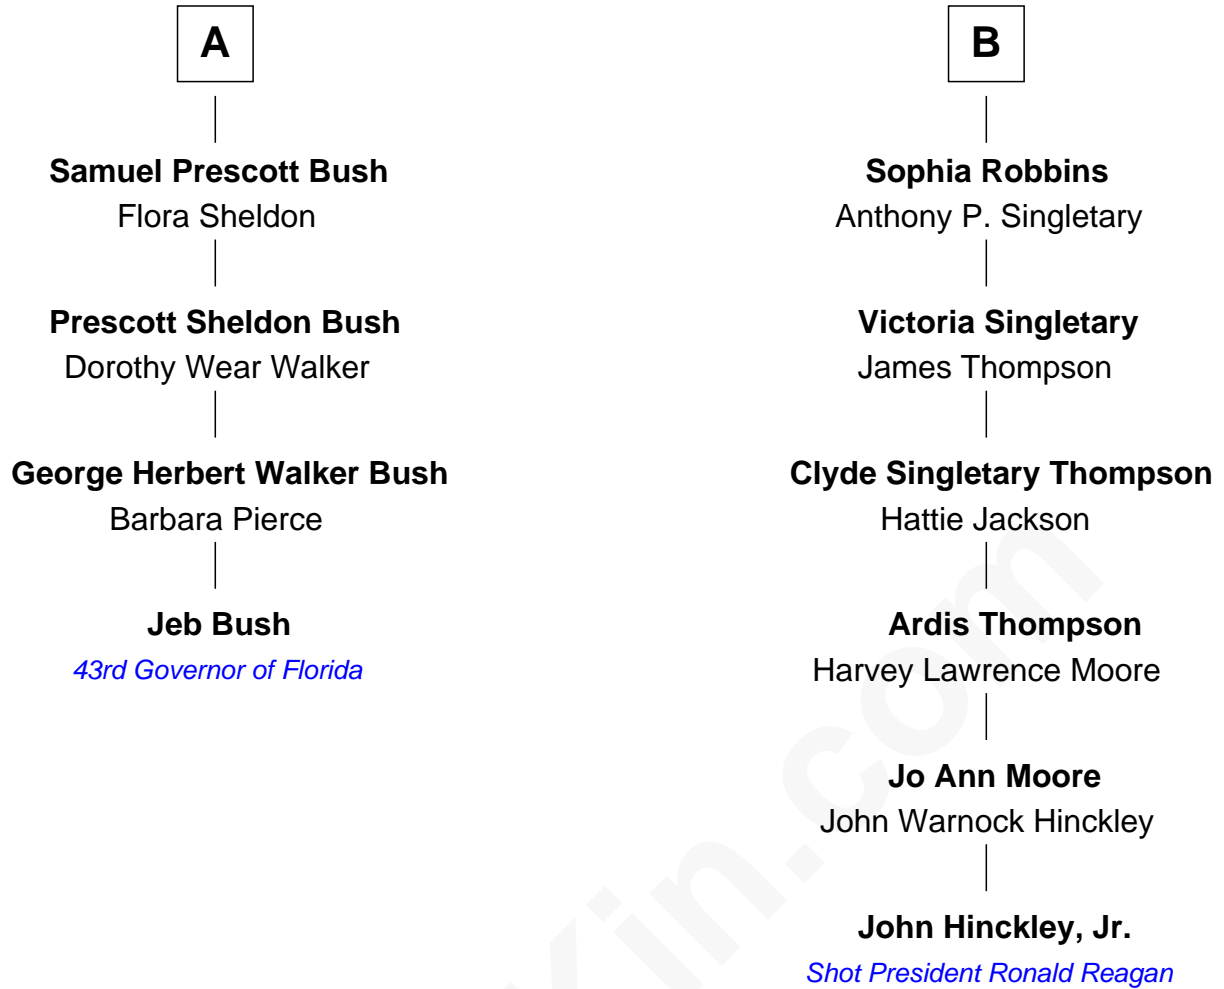 A
Samuel Prescott Bush
Flora Sheldon
Prescott Sheldon Bush
Dorothy Wear Walker
George Herbert Walker Bush
Barbara Pierce
Jeb Bush
43rd Governor of Florida
B
Sophia Robbins
Anthony P. Singletary
Victoria Singletary
James Thompson
Clyde Singletary Thompson
Hattie Jackson
Ardis Thompson
Harvey Lawrence Moore
Jo Ann Moore
John Warnock Hinckley
John Hinckley, Jr.
Shot President Ronald Reagan